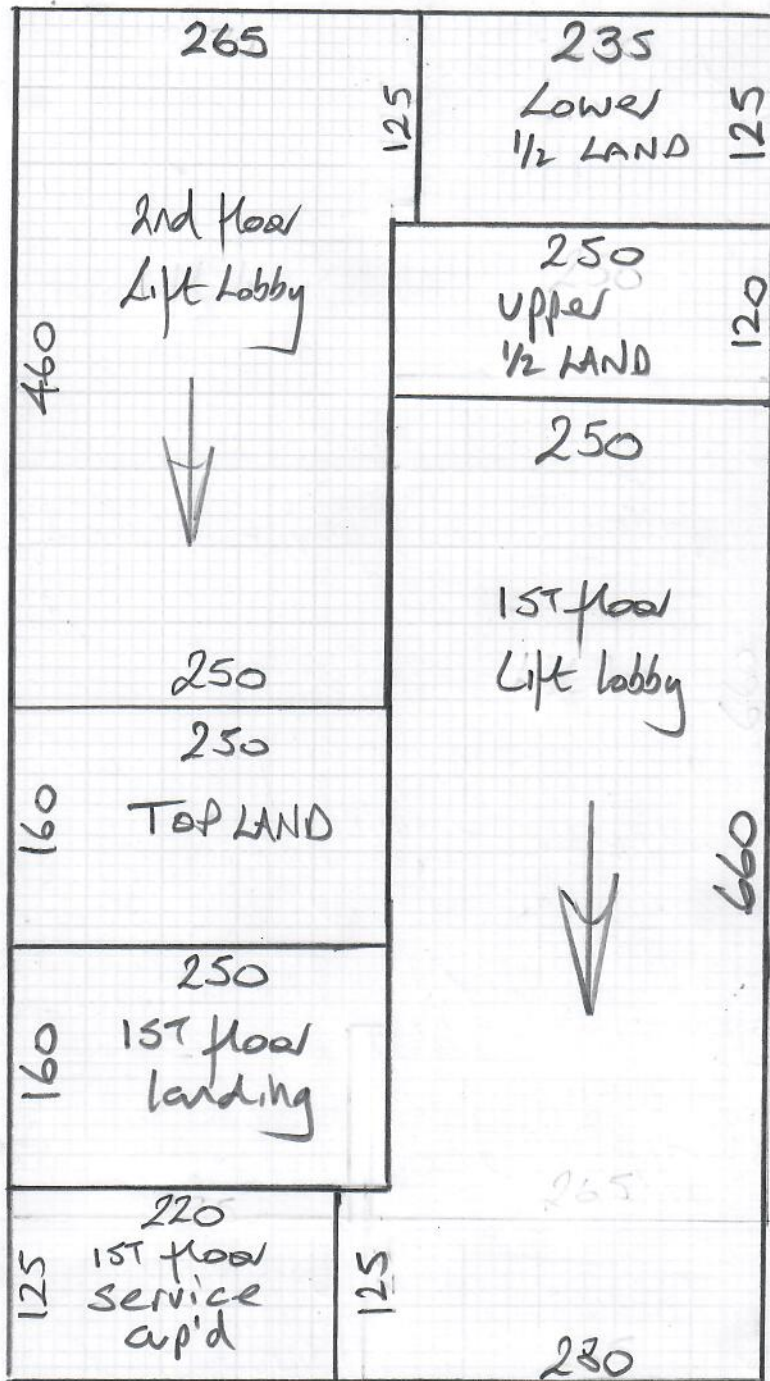 265
125
2nd floor
Lift Lobby
460
250
235
Lower
1/2 LAND
125
250
upper
1/2 LAND
120
250
1ST floor
Lift lobby
660
250
TOP LAND
160
250
1ST floor
landing
160
220
1ST floor
service
cup'd
125
125
265
280